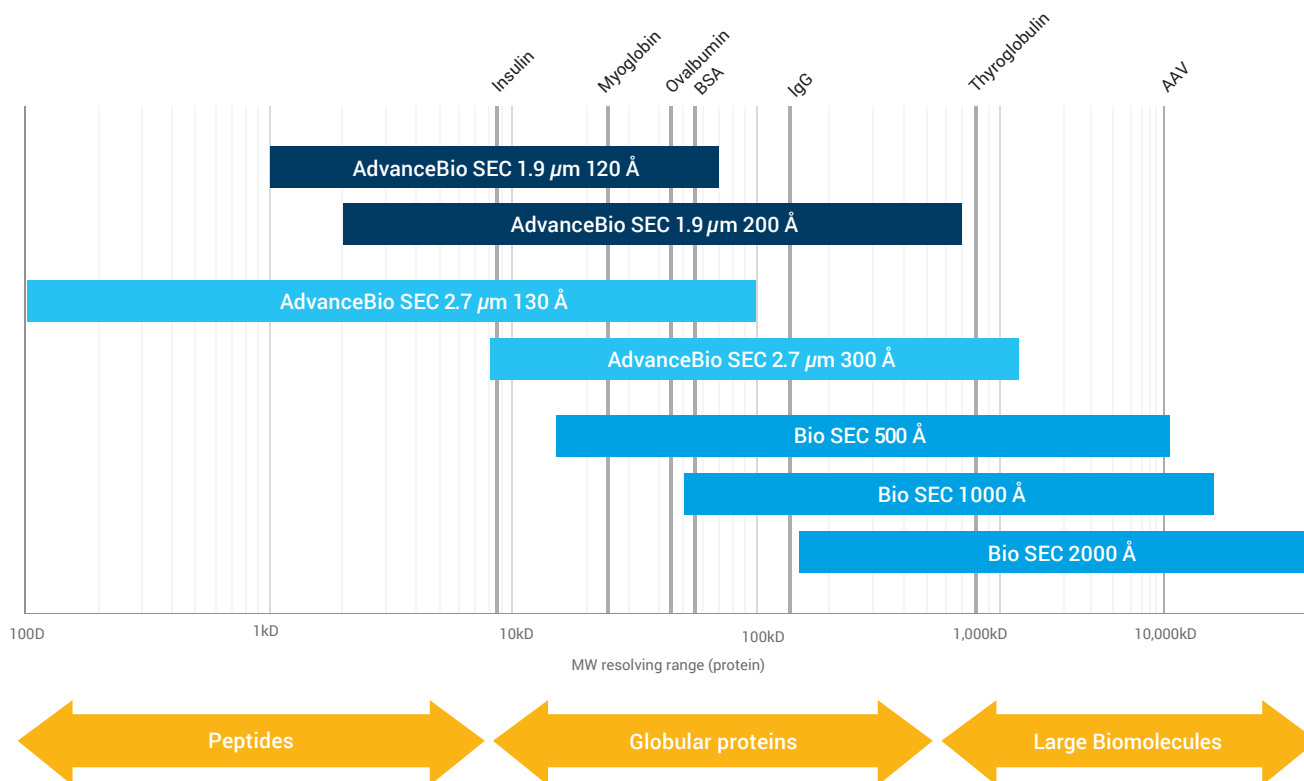 Insulin
Myoglobin
Ovalbumin
BSA
IgG
Thyroglobulin
AAV
AdvanceBio SEC 1.9 µm 120 Å
AdvanceBio SEC 1.9 µm 200 Å
AdvanceBio SEC 2.7 µm 130 Å
AdvanceBio SEC 2.7 µm 300 Å
Bio SEC 500 Å
Bio SEC 1000 Å
Bio SEC 2000 Å
100D
1kD
10kD
100kD
1,000kD
10,000kD
MW resolving range (protein)
Peptides
Globular proteins
Large Biomolecules